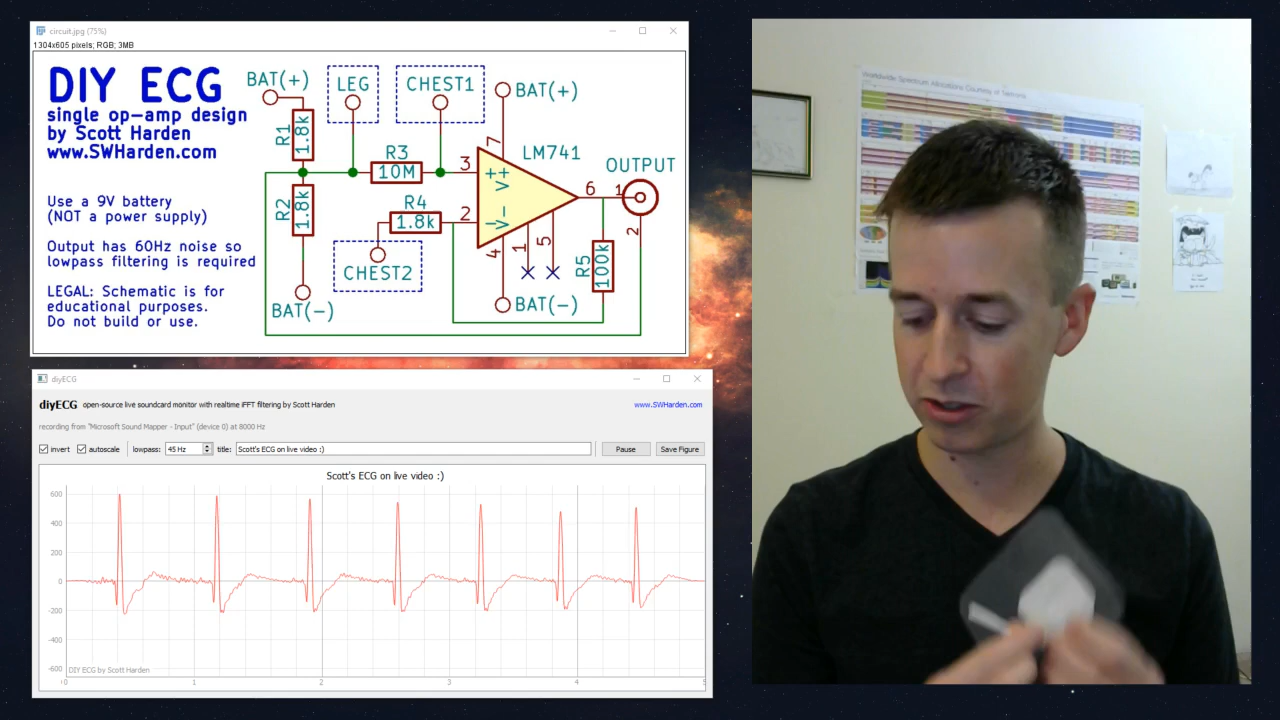 circuit.jpg (75%)
1304x605 pixels; RGB; 3MB
DIY ECG
single op-amp design
by Scott Harden
www.SWHarden.com
Use a 9V battery
(NOT a power supply)
Output has 60Hz noise so
lowpass filtering is required
LEGAL: Schematic is for
educational purposes.
Do not build or use.
BAT(+)
LEG
CHEST1
BAT(+)
R1
1.8k
R3
10M
3
7
LM741
OUTPUT
V+
6
1
R2
1.8k
R4
1.8k
2
V-
4
1
5
R5
100k
2
CHEST2
BAT(-)
BAT(-)
diyECG
diyECG open-source live soundcard monitor with realtime iFFT filtering by Scott Harden
www.SWHarden.com
recording from "Microsoft Sound Mapper - Input" (device 0) at 8000 Hz
invert autoscale lowpass: 45 Hz title: Scott's ECG on live video :) Pause Save Figure
Scott's ECG on live video :)
600
400
200
0
-200
-400
-600
DIY ECG by Scott Harden
0 1 2 3 4 5
Worldwide Spectrum Allocations Courtesy of Siemens